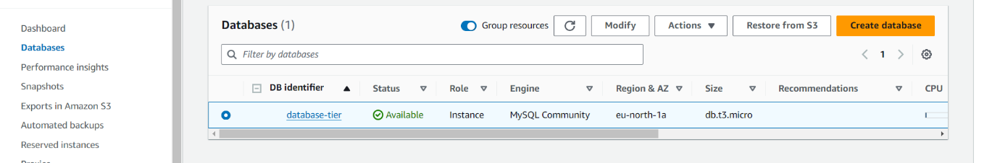 Dashboard
Databases
Performance insights
Snapshots
Exports in Amazon S3
Automated backups
Reserved instances
Databases (1)
Group resources
Modify
Actions
Restore from S3
Create database
Filter by databases
1
DB identifier
Status
Role
Engine
Region & AZ
Size
Recommendations
CPU
database-tier
Available
Instance
MySQL Community
eu-north-1a
db.t3.micro